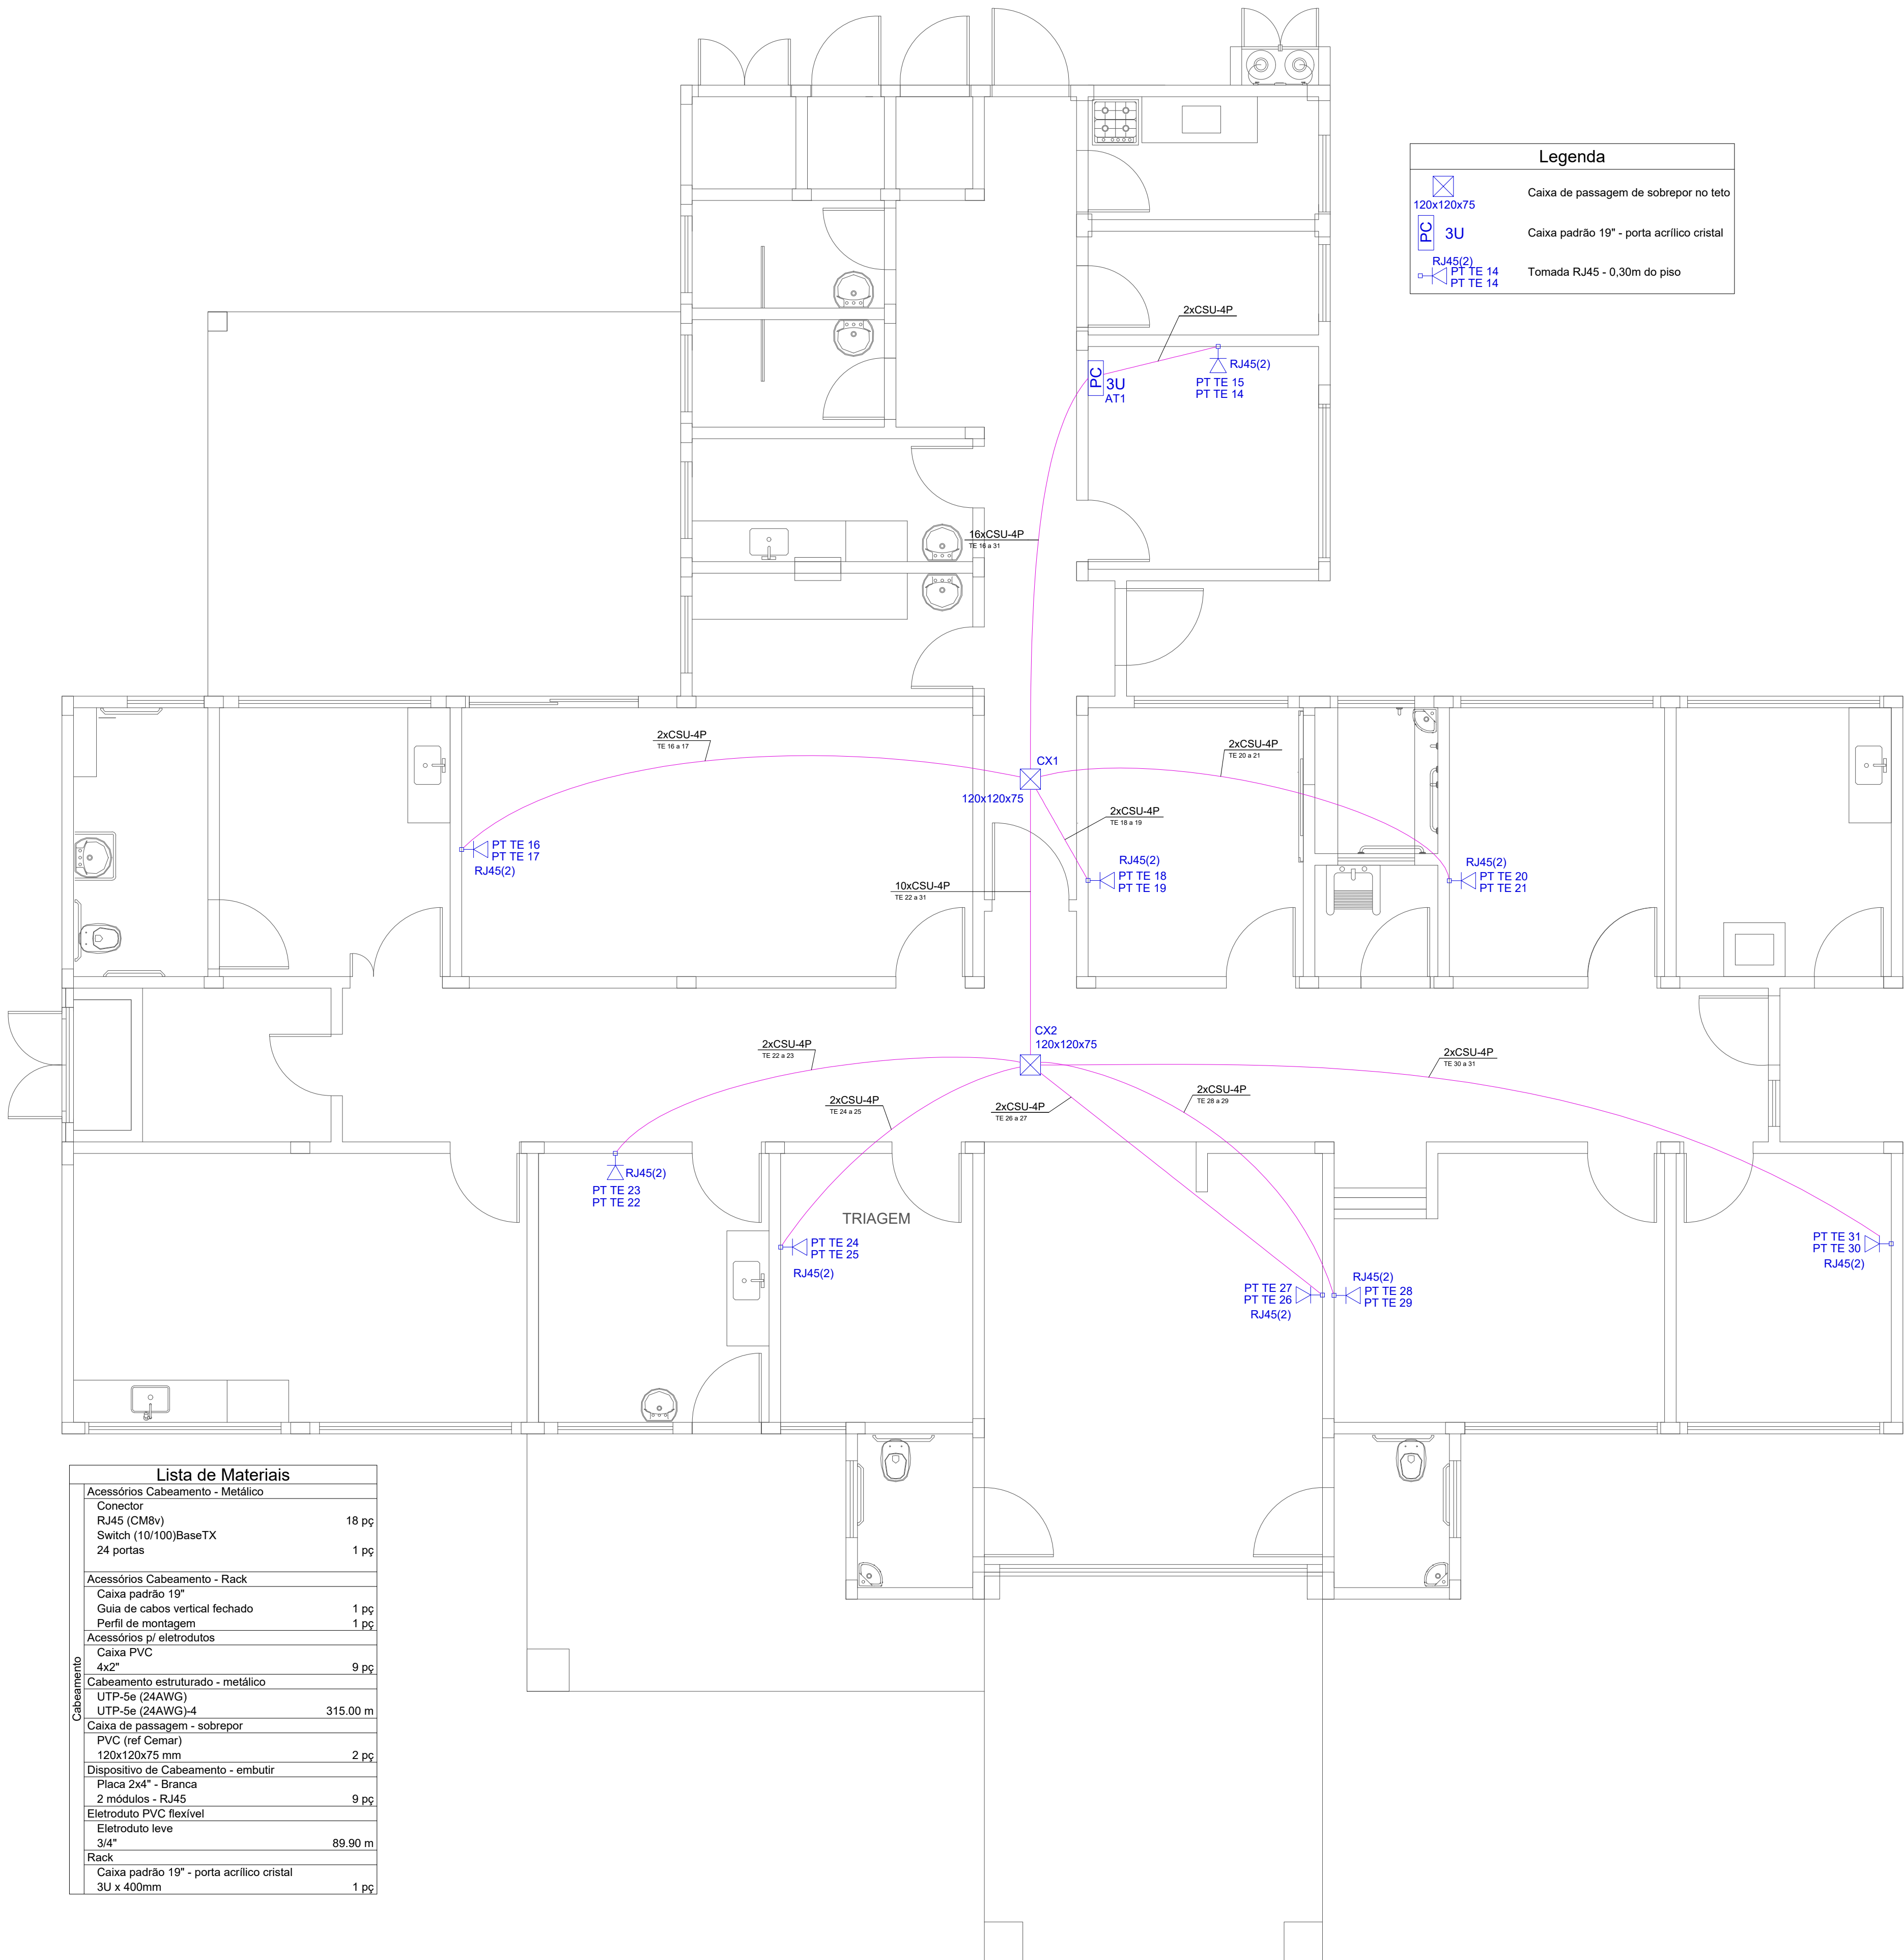 Legenda
120x120x75
Caixa de passagem de sobrepor no teto
PC
3U
Caixa padrão 19" - porta acrílico cristal
RJ45(2)
PT TE 14
PT TE 14
Tomada RJ45 - 0,30m do piso
2xCSU-4P
RJ45(2)
PT TE 15
PT TE 14
PC
3U
AT1
16xCSU-4P
TE 16 a 31
2xCSU-4P
TE 16 a 17
2xCSU-4P
TE 20 a 21
CX1
120x120x75
2xCSU-4P
TE 18 a 19
PT TE 16
PT TE 17
RJ45(2)
RJ45(2)
PT TE 18
PT TE 19
RJ45(2)
PT TE 20
PT TE 21
10xCSU-4P
TE 22 a 31
CX2
120x120x75
2xCSU-4P
TE 22 a 23
2xCSU-4P
TE 30 a 31
2xCSU-4P
TE 24 a 25
2xCSU-4P
TE 26 a 27
2xCSU-4P
TE 28 a 29
RJ45(2)
PT TE 23
PT TE 22
TRIAGEM
PT TE 24
PT TE 25
RJ45(2)
PT TE 27
PT TE 26
RJ45(2)
RJ45(2)
PT TE 28
PT TE 29
PT TE 31
PT TE 30
RJ45(2)
Lista de Materiais
Cabeamento
Acessórios Cabeamento - Metálico
Conector
RJ45 (CM8v) 18 pç
Switch (10/100)BaseTX
24 portas 1 pç
Acessórios Cabeamento - Rack
Caixa padrão 19"
Guia de cabos vertical fechado 1 pç
Perfil de montagem 1 pç
Acessórios p/ eletrodutos
Caixa PVC
4x2" 9 pç
Cabeamento estruturado - metálico
UTP-5e (24AWG)
UTP-5e (24AWG)-4 315.00 m
Caixa de passagem - sobrepor
PVC (ref Cemar)
120x120x75 mm 2 pç
Dispositivo de Cabeamento - embutir
Placa 2x4" - Branca
2 módulos - RJ45 9 pç
Eletroduto PVC flexível
Eletroduto leve
3/4" 89.90 m
Rack
Caixa padrão 19" - porta acrílico cristal
3U x 400mm 1 pç